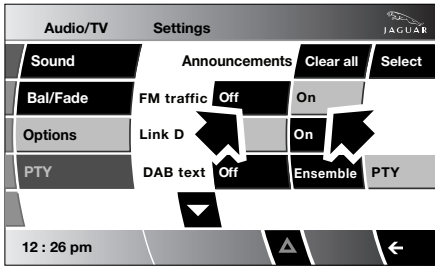 Audio/TV Settings JAGUAR
Sound Announcements Clear all Select
Bal/Fade FM traffic Off On
Options Link D On
PTY DAB text Off Ensemble PTY
12 : 26 pm